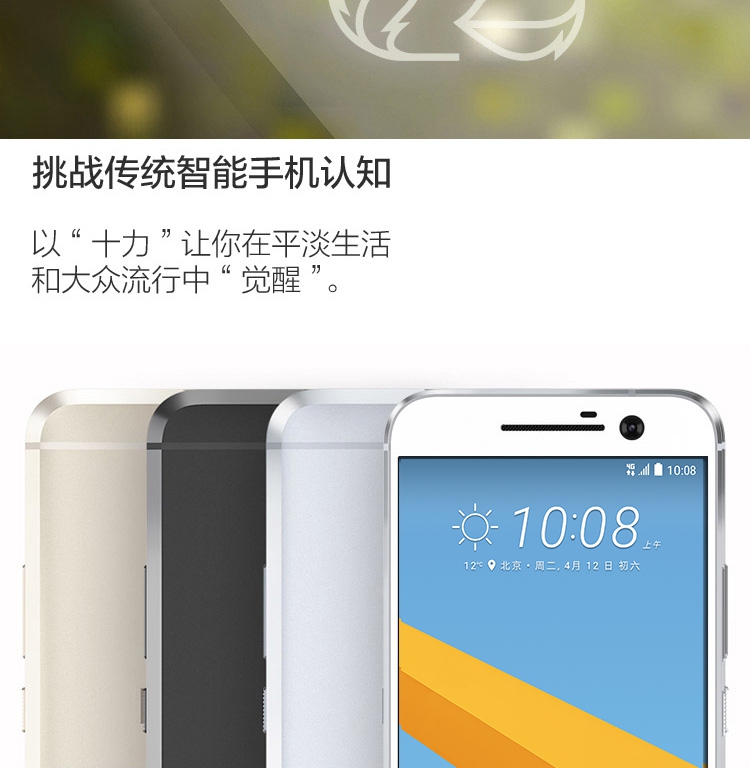 挑战传统智能手机认知
以“十力”让你在平淡生活
和大众流行中“觉醒”。
4G 10:08
10:08 上午
12°C 北京·周二, 4月 12 日 初六